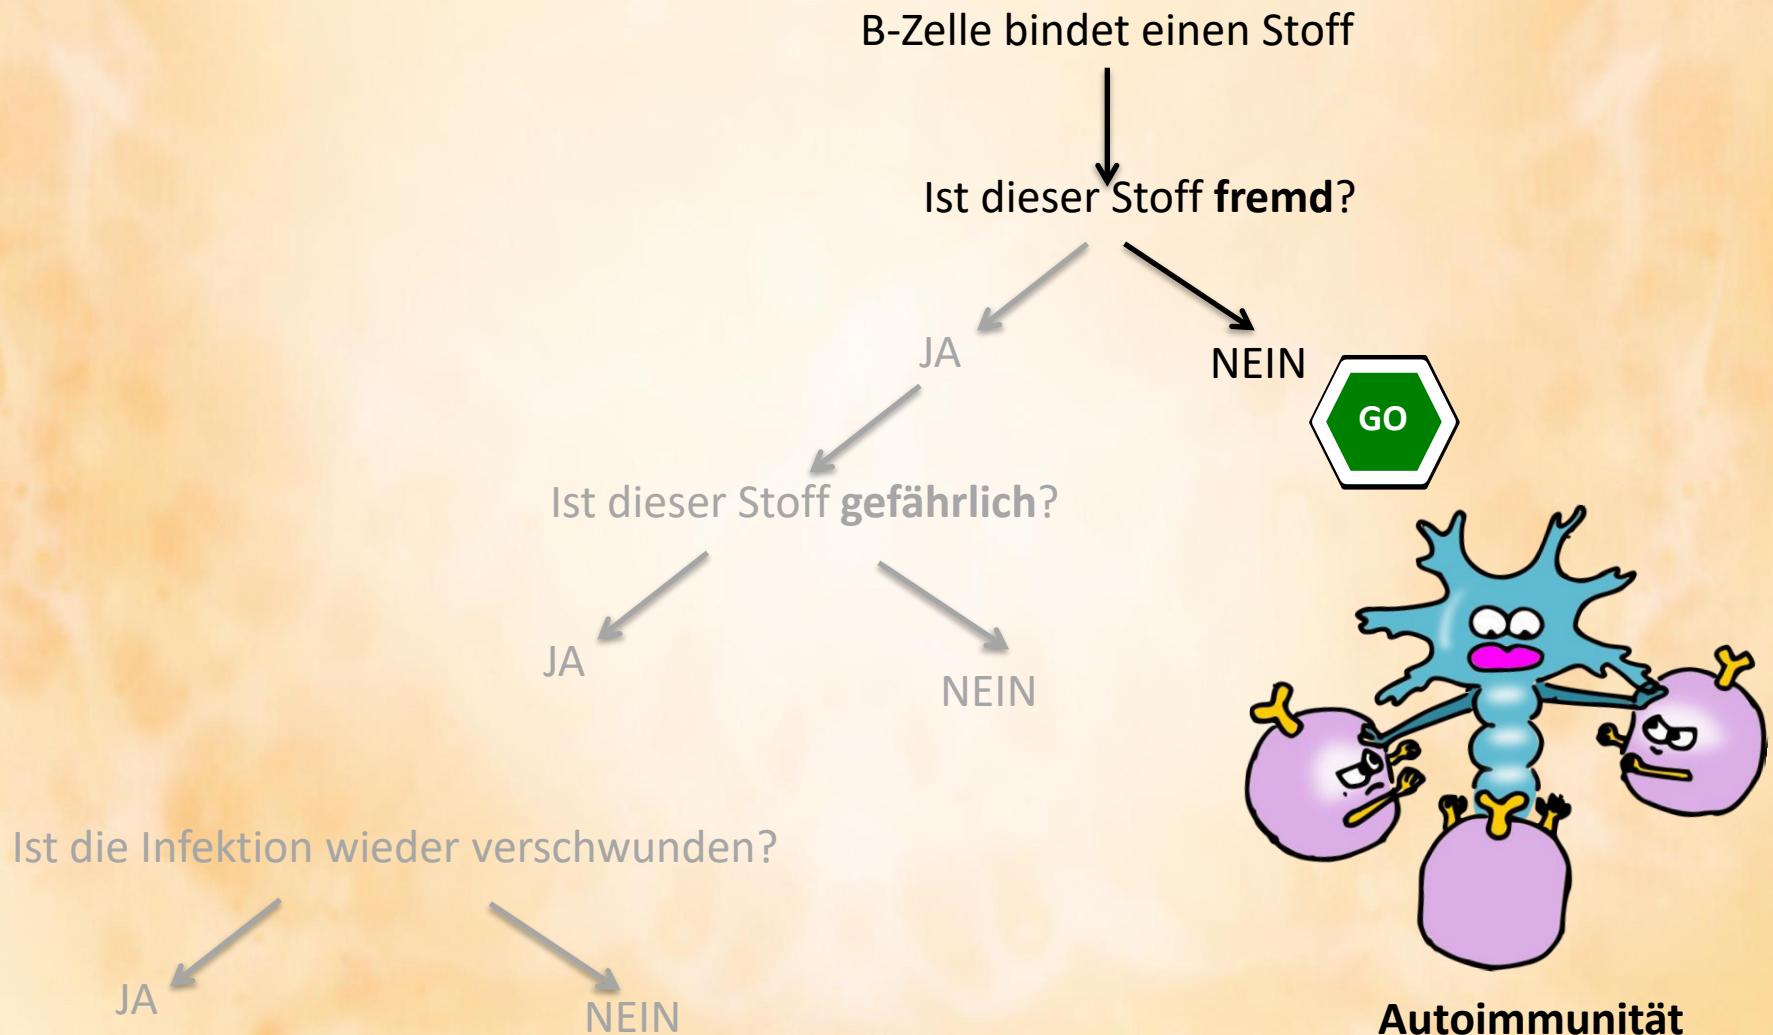 B-Zelle bindet einen Stoff
Ist dieser Stoff fremd?
JA
NEIN
GO
Ist dieser Stoff gefährlich?
JA
NEIN
Ist die Infektion wieder verschwunden?
JA
NEIN
Autoimmunität